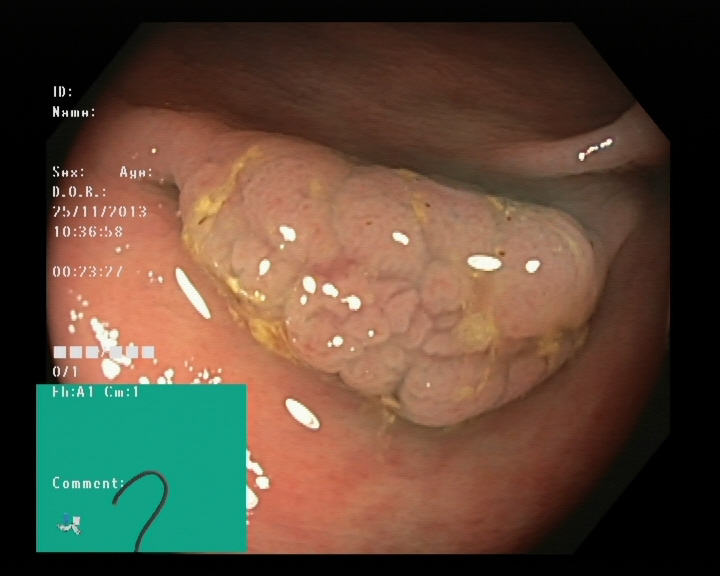 ID:
Name:
Sex: Age:
D.O.B.:
25/11/2013
10:36:58
00:23:27
0/1
Eh:A1 Cm:1
Comment: